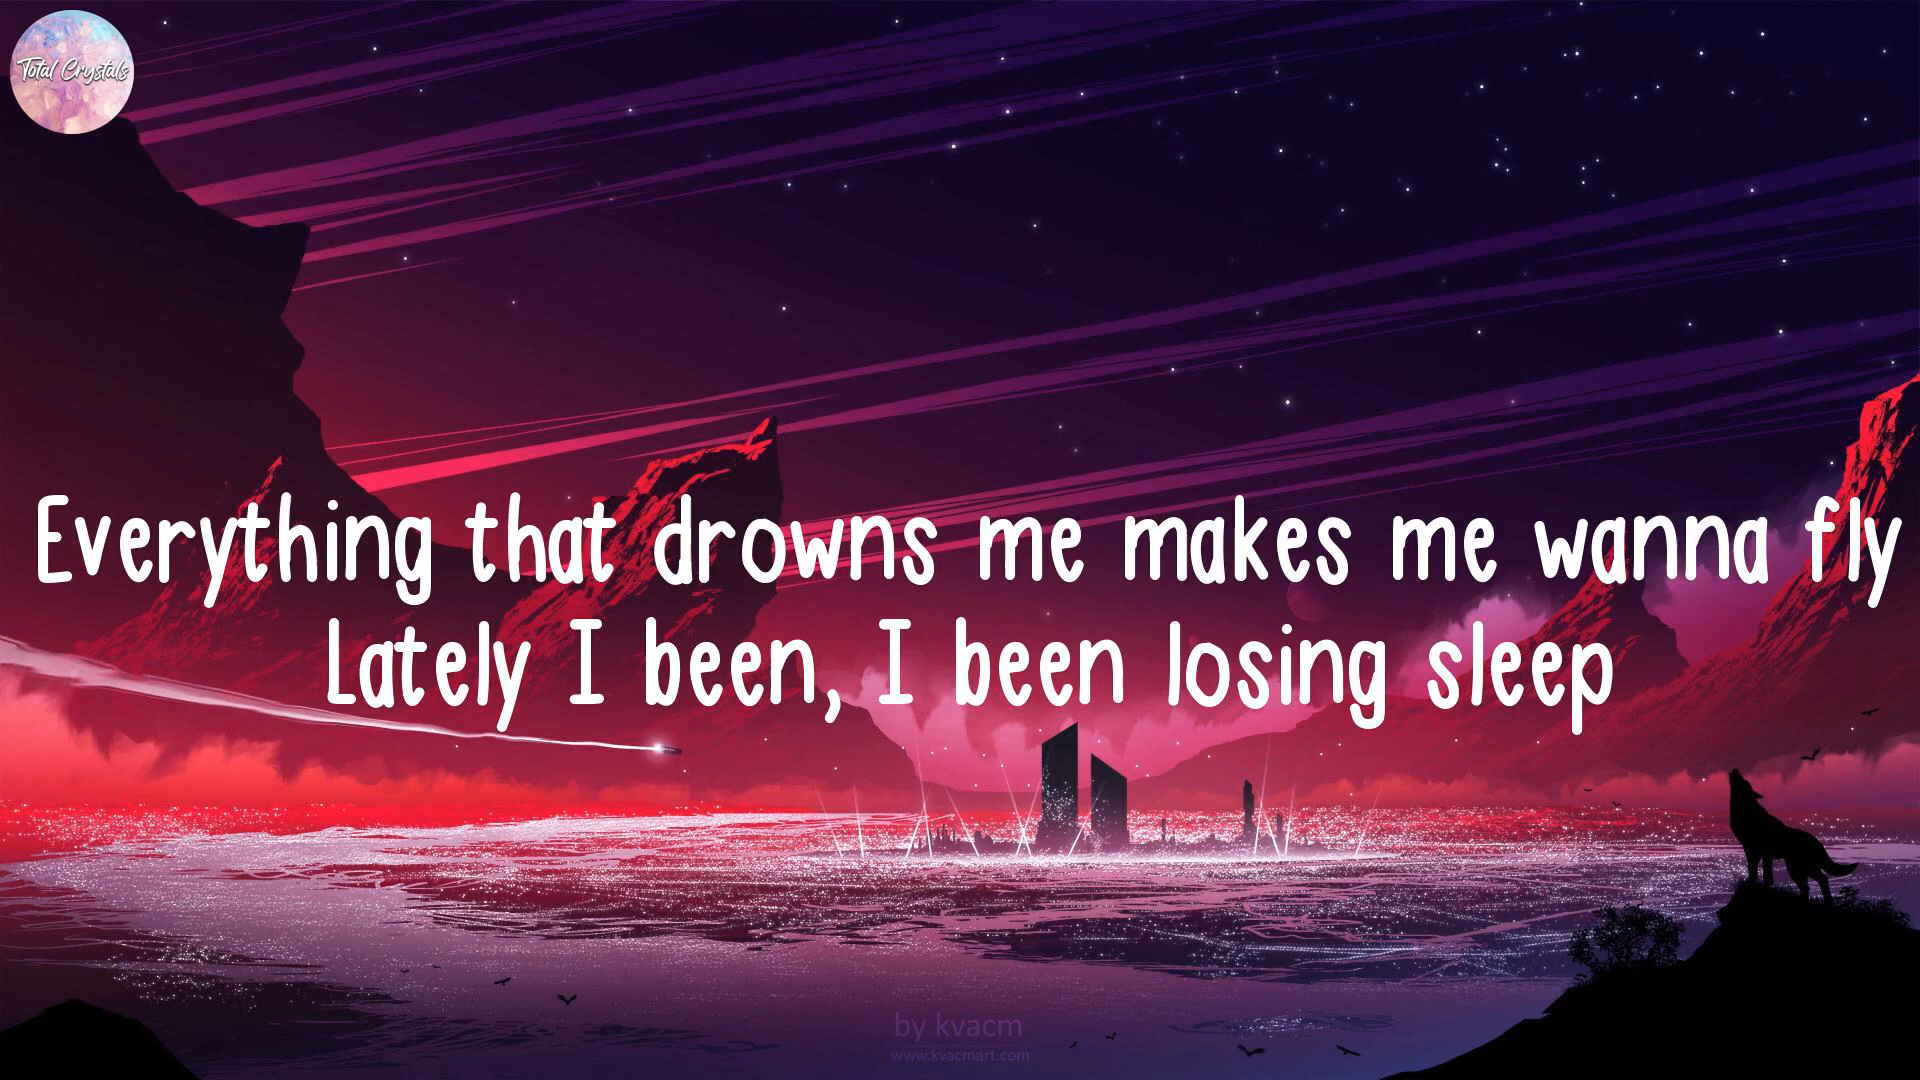 Total Crystals
Everything that drowns me makes me wanna fly
Lately I been, I been losing sleep
by kvacm
www.kvacmart.com